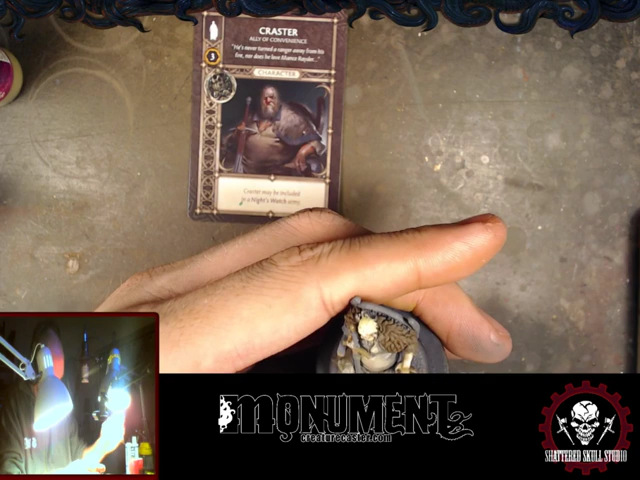 CRASTER
ALLY OF CONVENIENCE
"He's never turned a ranger away from his
fire, nor does he love Mance Rayder..."
3
CHARACTER
Craster may be included
in a Night's Watch army.
MONUMENT
creaturecaster.com
SHATTERED SKULL STUDIO